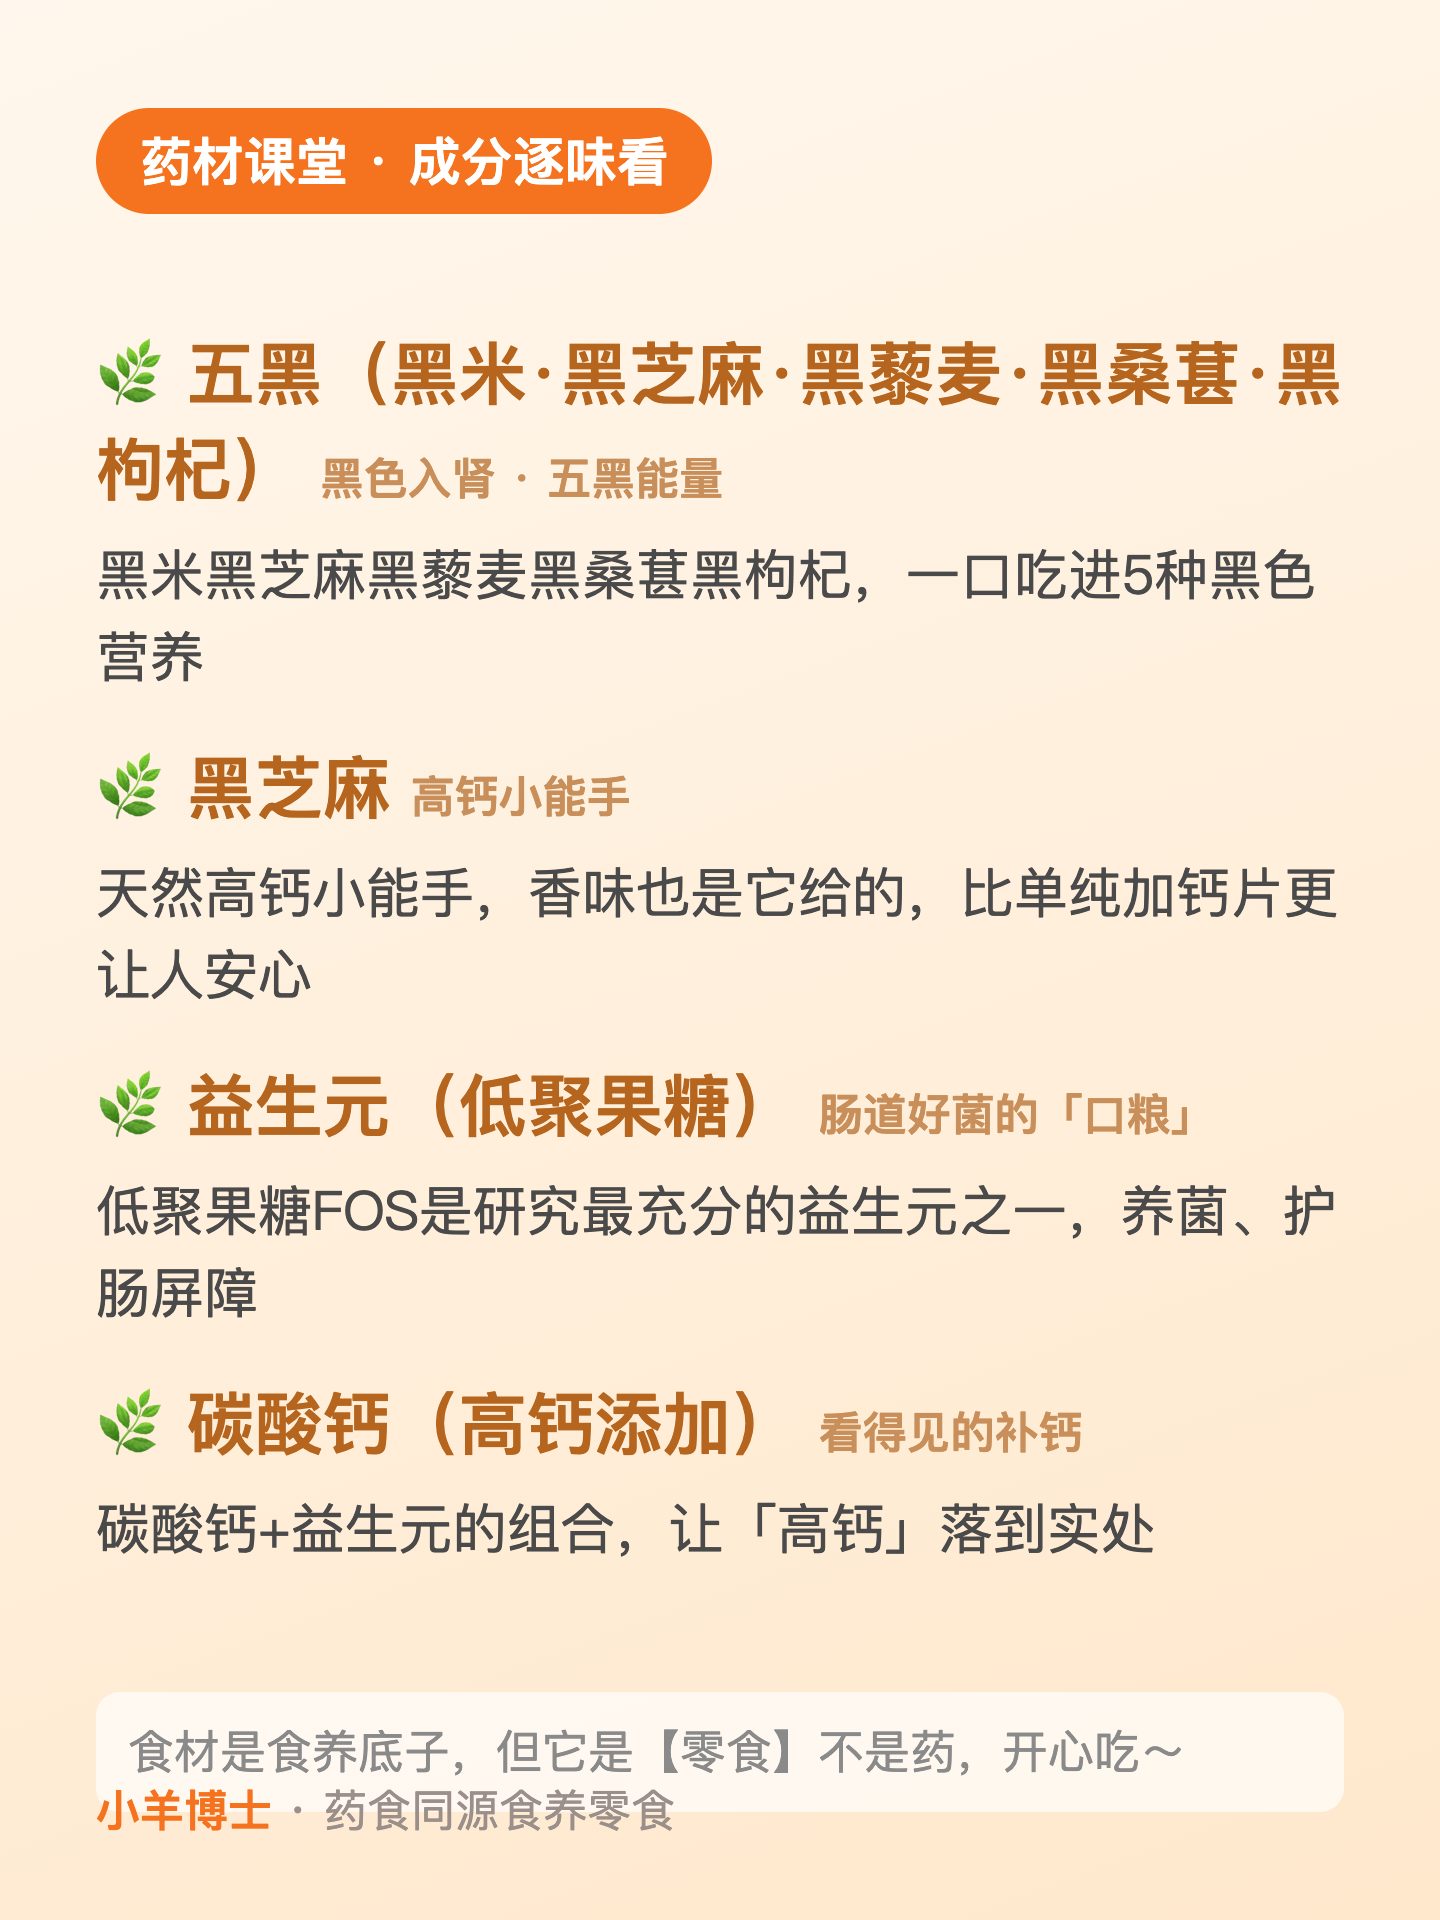 药材课堂 · 成分逐味看
🌿 五黑（黑米·黑芝麻·黑藜麦·黑桑葚·黑
枸杞） 黑色入肾 · 五黑能量
黑米黑芝麻黑藜麦黑桑葚黑枸杞，一口吃进5种黑色
营养
🌿 黑芝麻 高钙小能手
天然高钙小能手，香味也是它给的，比单纯加钙片更
让人安心
🌿 益生元（低聚果糖） 肠道好菌的「口粮」
低聚果糖FOS是研究最充分的益生元之一，养菌、护
肠屏障
🌿 碳酸钙（高钙添加） 看得见的补钙
碳酸钙+益生元的组合，让「高钙」落到实处
食材是食养底子，但它是【零食】不是药，开心吃～
小羊博士 · 药食同源食养零食